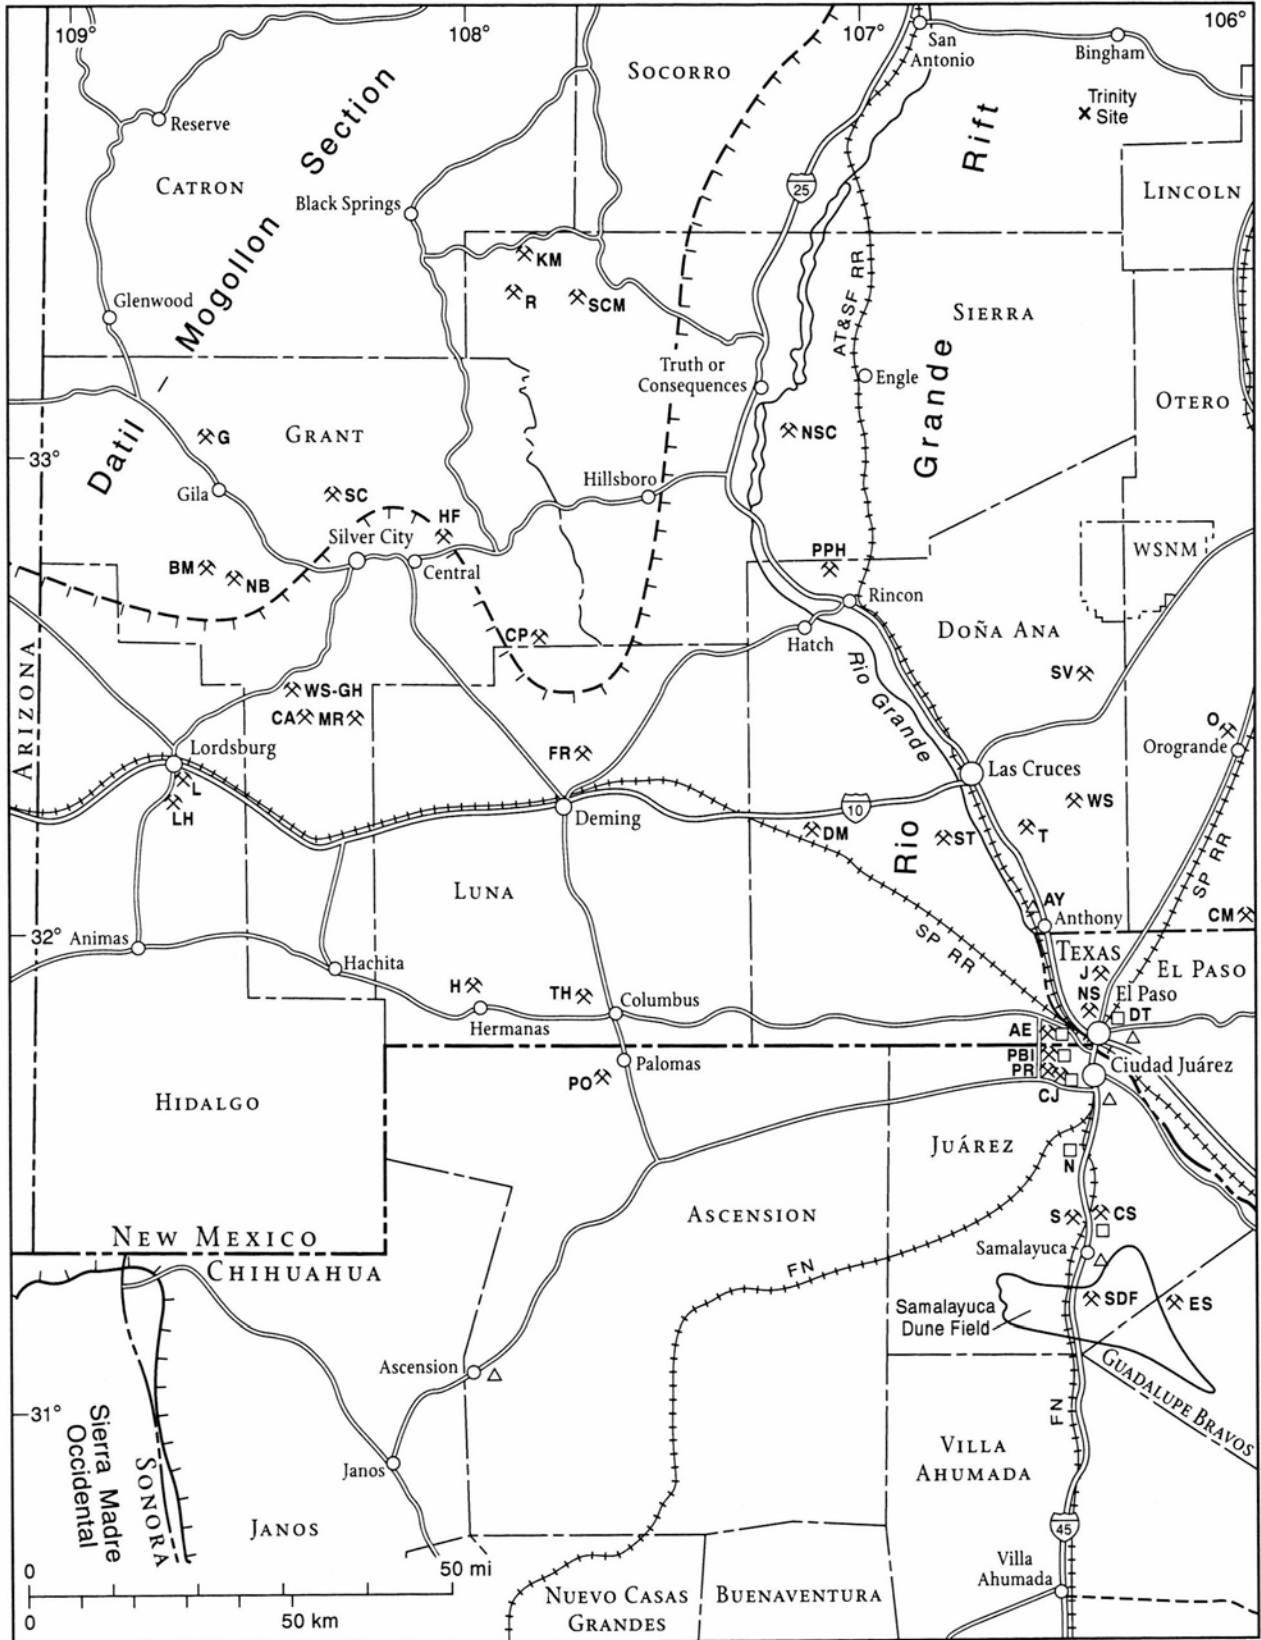 109°
108°
107°
106°
San
Antonio
Bingham
SOCORRO
Trinity
Site
Reserve
Rift
Datil – Mogollon Section
CATRON
25
LINCOLN
Black Springs
KM
R
SCM
AT&SF RR
SIERRA
Glenwood
Truth or
Consequences
Engle
Grande
OTERO
G
GRANT
NSC
33°
Gila
SC
Hillsboro
HF
Silver City
Central
WSNM
BM
NB
PPH
Rincon
CP
Hatch
DOÑA ANA
ARIZONA
Rio Grande
SV
WS-GH
CA
MR
O
Orogrande
Lordsburg
FR
Las Cruces
L
LH
Deming
10
WS
DM
Rio
ST
T
LUNA
SP RR
AY
Anthony
CM
32°
Animas
SP RR
TEXAS
EL PASO
Hachita
J
NS
El Paso
H
TH
Columbus
DT
Hermanas
AE
PBI
PR
Ciudad Juárez
PO
Palomas
CJ
HIDALGO
JUÁREZ
N
ASCENSION
S
CS
NEW MEXICO
CHIHUAHUA
Samalayuca
FN
Samalayuca
Dune Field
SDF
ES
Ascension
GUADALUPE BRAVOS
31°
FN
Sierra Madre
Occidental
SONORA
Janos
VILLA
AHUMADA
JANOS
45
0
50 mi
Villa
Ahumada
0
50 km
NUEVO CASAS
GRANDES
BUENAVENTURA